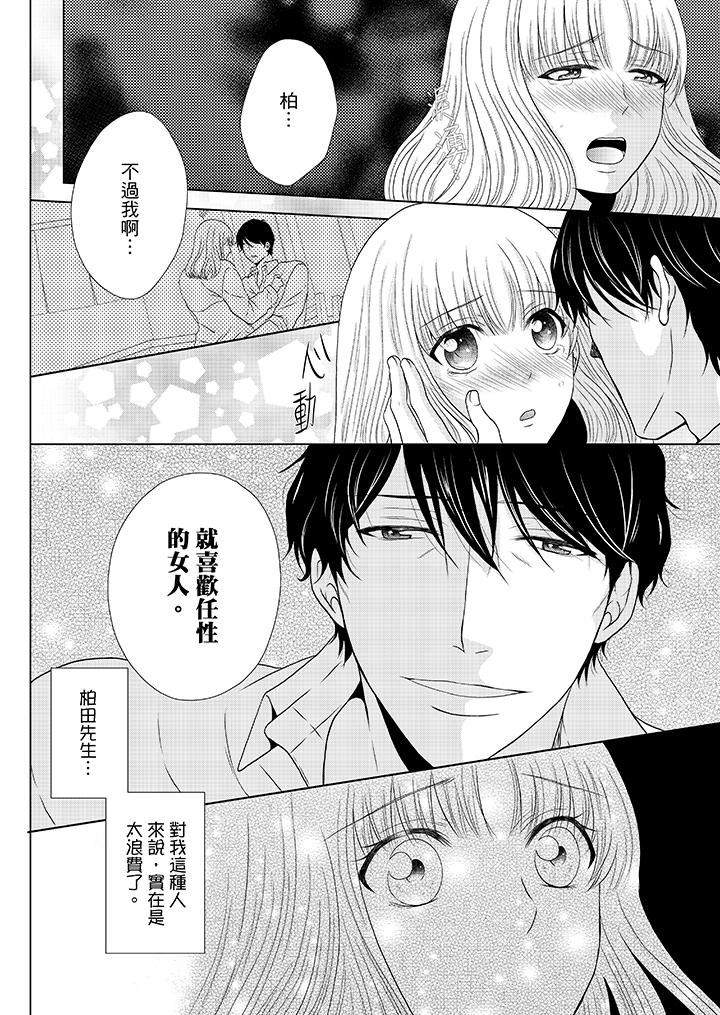 柏…
不過我啊…
心動
就喜歡任性
的女人。
柏田先生…
對我這種人
來說，實在是
太浪費了。